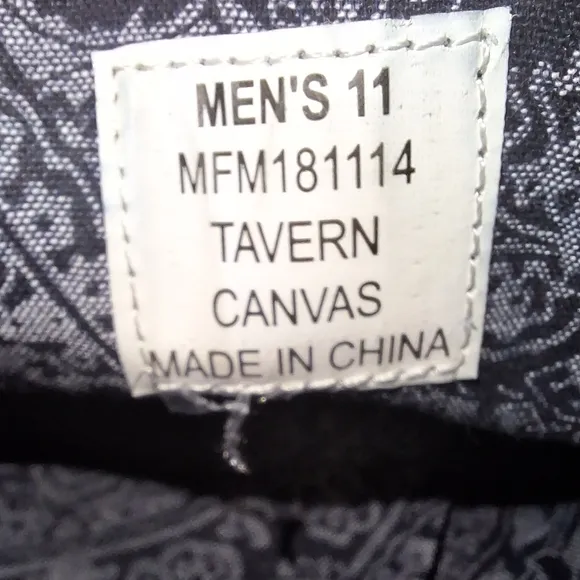 MEN'S 11
MFM181114
TAVERN
CANVAS
MADE IN CHINA